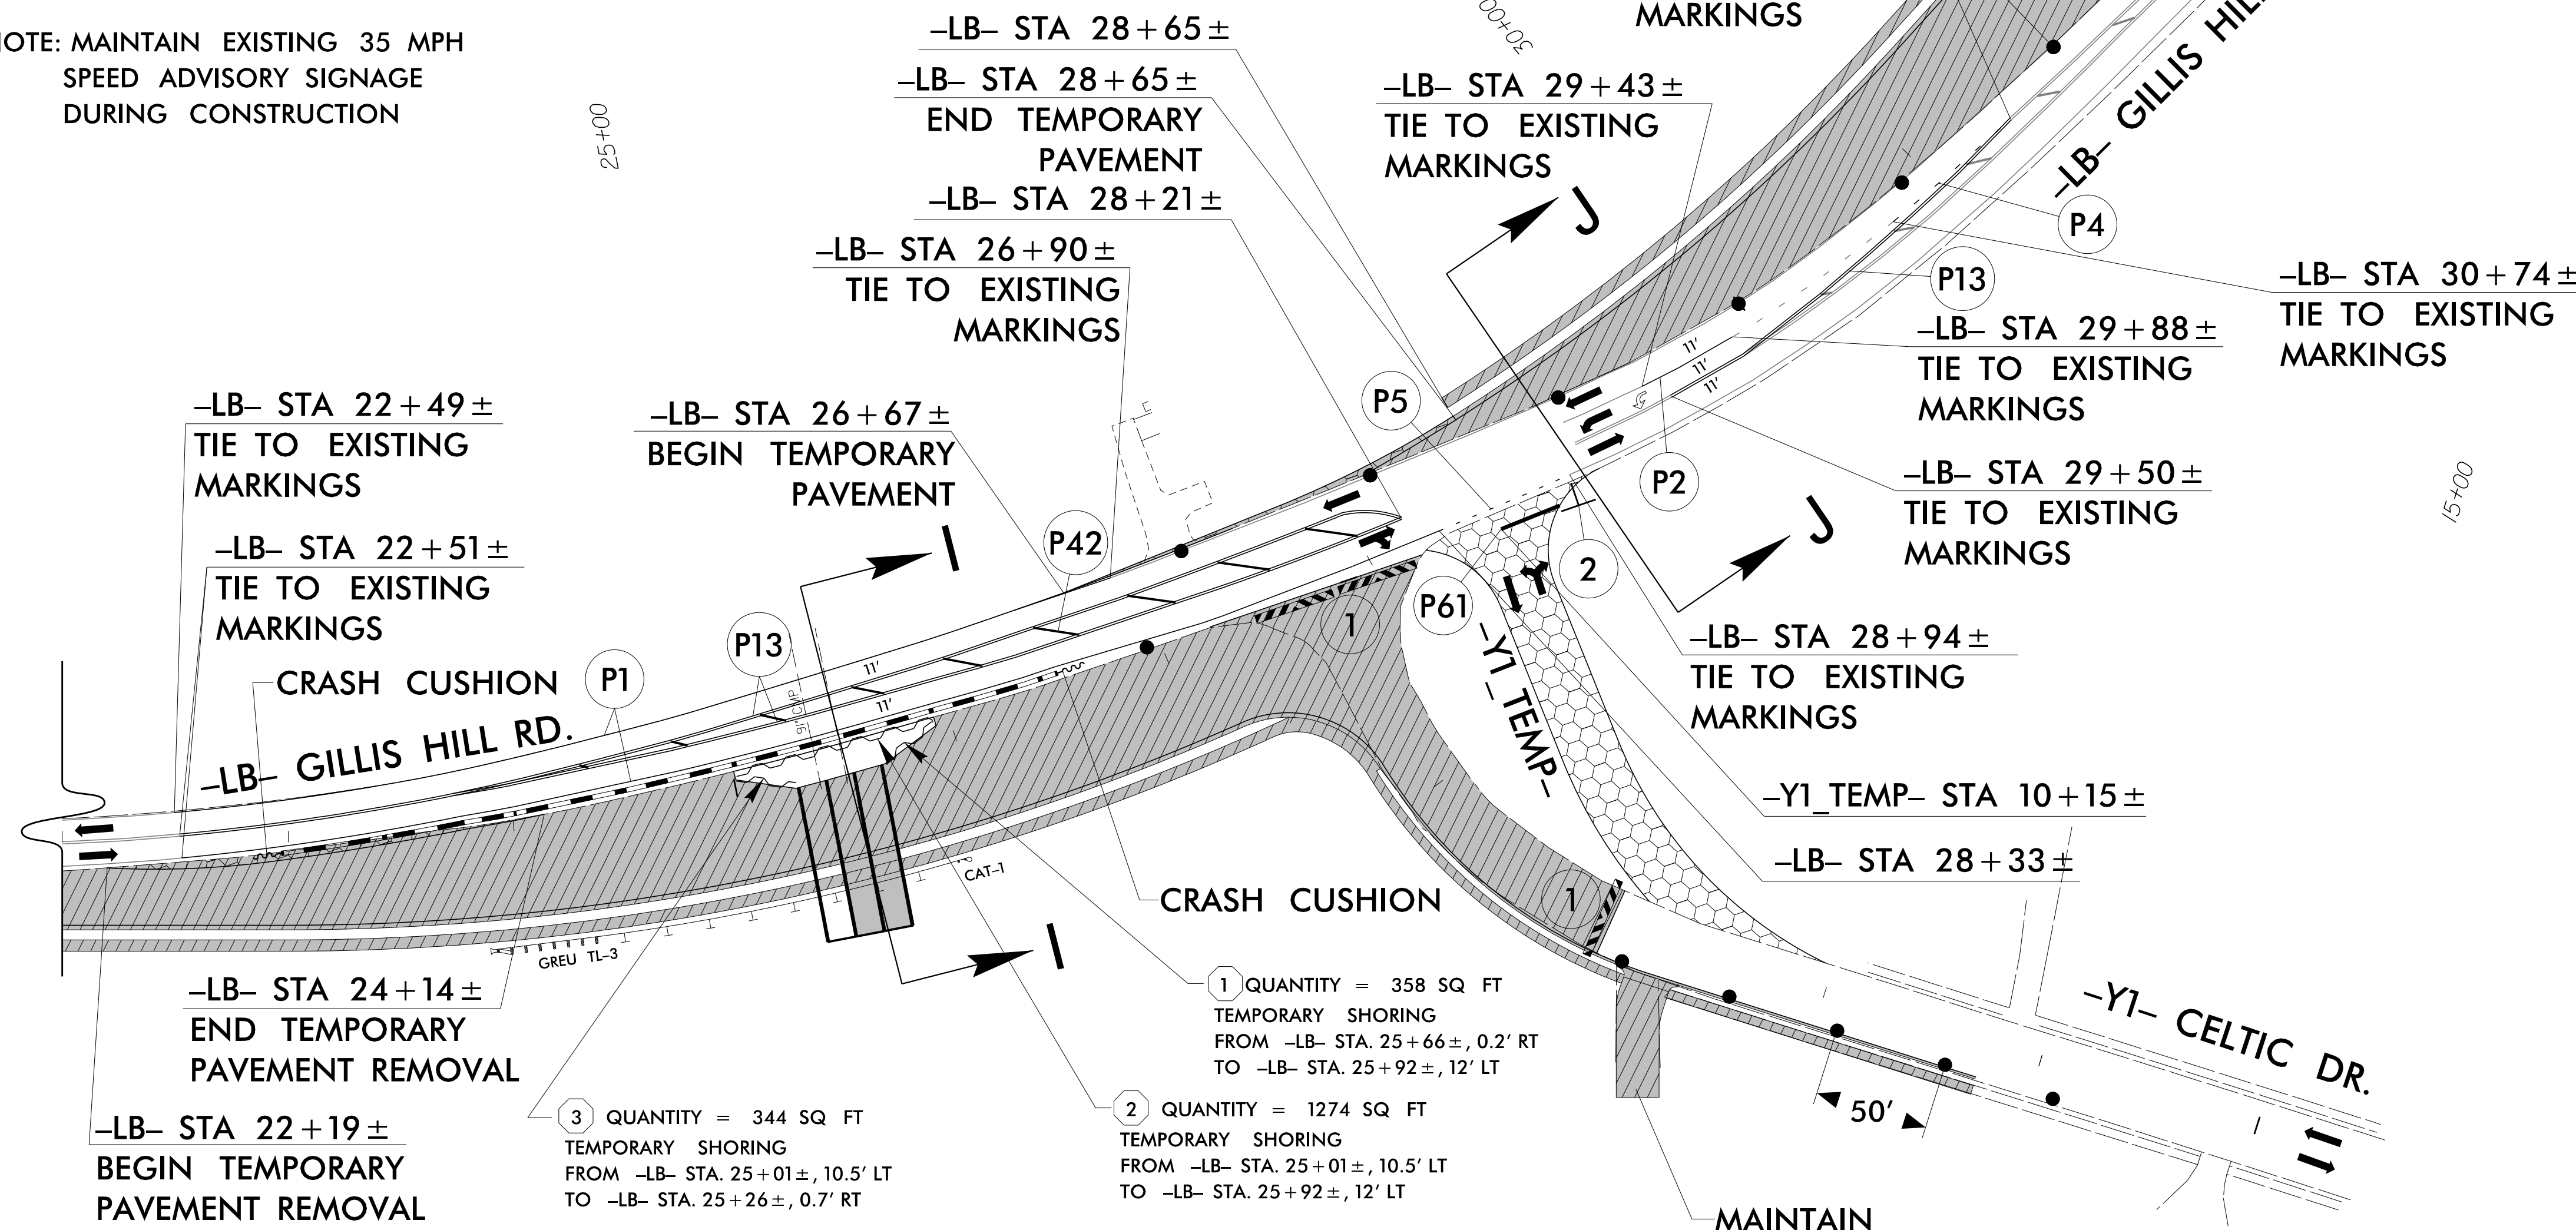 NOTE: MAINTAIN EXISTING 35 MPH
SPEED ADVISORY SIGNAGE
DURING CONSTRUCTION
25+00
–LB– STA 28+65±
–LB– STA 28+65±
END TEMPORARY
PAVEMENT
–LB– STA 28+21±
–LB– STA 26+90±
TIE TO EXISTING
MARKINGS
30+00
MARKINGS
–LB– STA 29+43±
TIE TO EXISTING
MARKINGS
J
–LB– GILLIS HILL
P4
P13
–LB– STA 30+74±
TIE TO EXISTING
MARKINGS
–LB– STA 29+88±
TIE TO EXISTING
MARKINGS
11'
11'
11'
–LB– STA 22+49±
TIE TO EXISTING
MARKINGS
–LB– STA 26+67±
BEGIN TEMPORARY
PAVEMENT
P5
P2
–LB– STA 29+50±
TIE TO EXISTING
MARKINGS
15+00
J
–LB– STA 22+51±
TIE TO EXISTING
MARKINGS
I
P42
2
P61
1
P13
P1
11'
11'
CMP
CRASH CUSHION
–LB– GILLIS HILL RD.
–Y1_TEMP–
–LB– STA 28+94±
TIE TO EXISTING
MARKINGS
–Y1_TEMP– STA 10+15±
–LB– STA 28+33±
CAT–1
CRASH CUSHION
1
GREU TL–3
I
–LB– STA 24+14±
END TEMPORARY
PAVEMENT REMOVAL
1 QUANTITY = 358 SQ FT
TEMPORARY SHORING
FROM –LB– STA. 25+66±, 0.2' RT
TO –LB– STA. 25+92±, 12' LT
–Y1– CELTIC DR.
50'
–LB– STA 22+19±
BEGIN TEMPORARY
PAVEMENT REMOVAL
3 QUANTITY = 344 SQ FT
TEMPORARY SHORING
FROM –LB– STA. 25+01±, 10.5' LT
TO –LB– STA. 25+26±, 0.7' RT
2 QUANTITY = 1274 SQ FT
TEMPORARY SHORING
FROM –LB– STA. 25+01±, 10.5' LT
TO –LB– STA. 25+92±, 12' LT
MAINTAIN